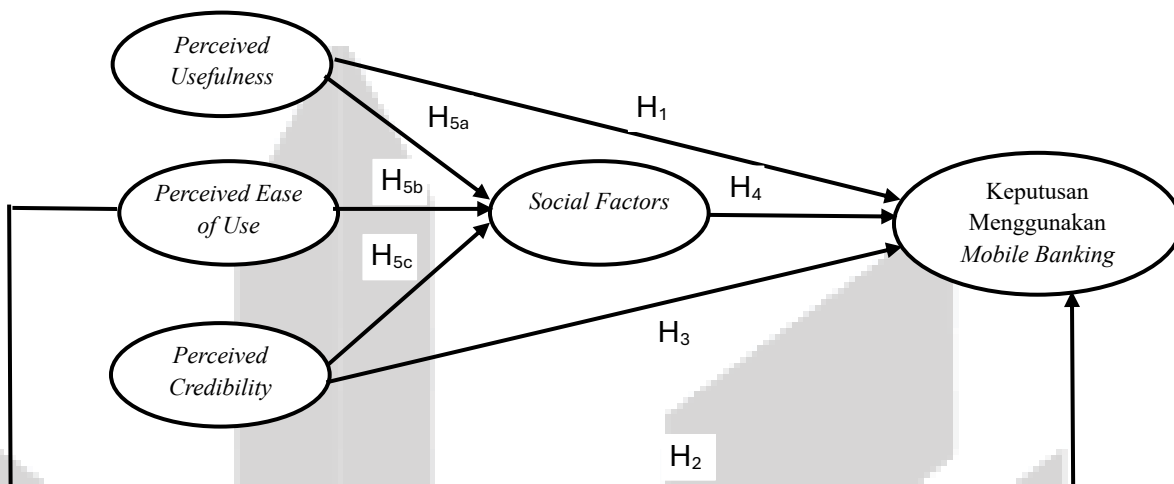 Perceived
Usefulness
H1
H5a
H5b
Perceived Ease
of Use
Social Factors
H4
Keputusan
Menggunakan
Mobile Banking
H5c
H3
Perceived
Credibility
H2